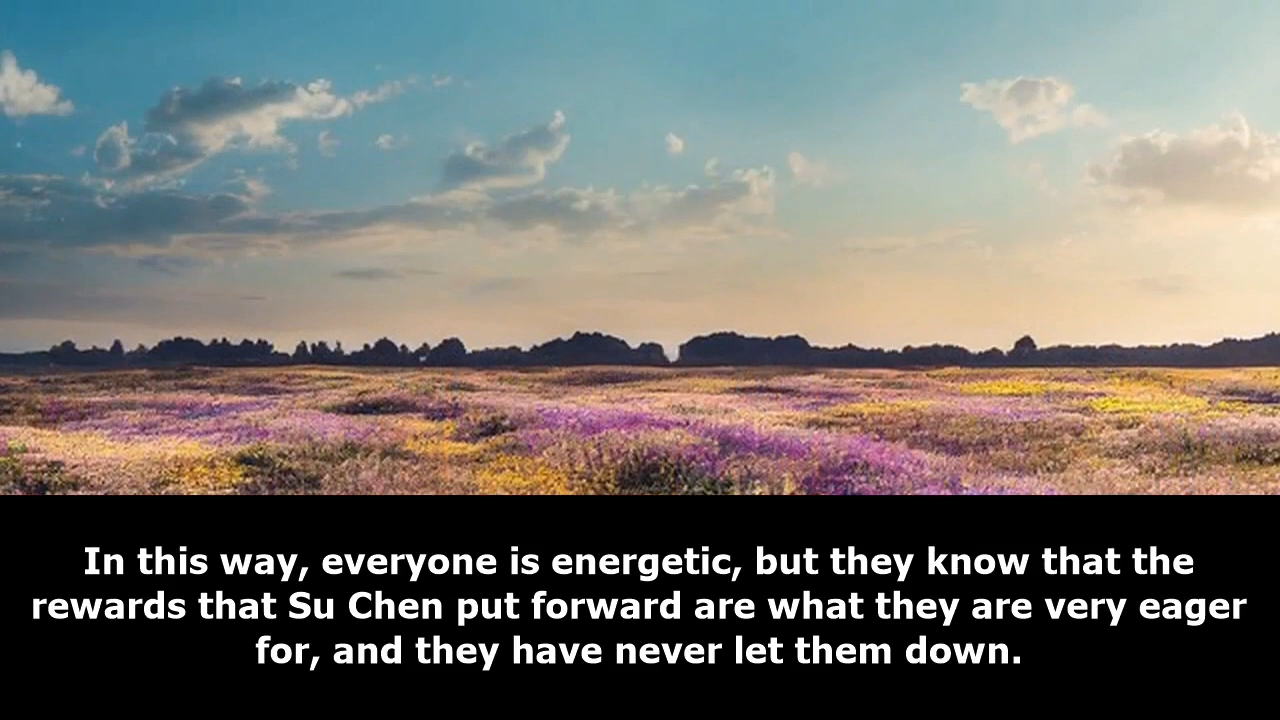 In this way, everyone is energetic, but they know that the
rewards that Su Chen put forward are what they are very eager
for, and they have never let them down.